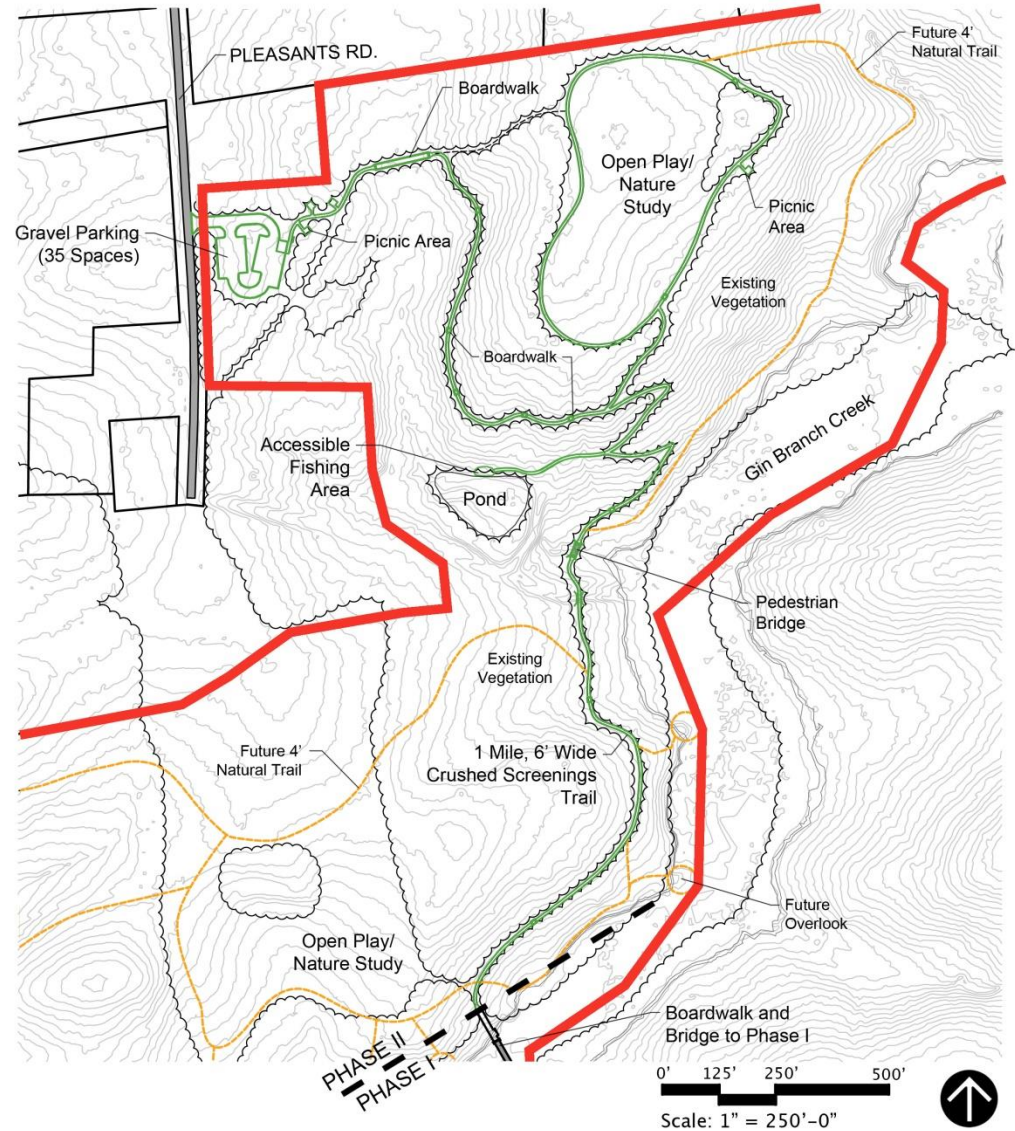 PLEASANTS RD.
Future 4'
Natural Trail
Boardwalk
Open Play/
Nature
Study
Picnic
Area
Gravel Parking
(35 Spaces)
Picnic Area
Existing
Vegetation
Boardwalk
Gin Branch Creek
Accessible
Fishing
Area
Pond
Pedestrian
Bridge
Existing
Vegetation
Future 4'
Natural Trail
1 Mile, 6' Wide
Crushed Screenings
Trail
Future
Overlook
Open Play/
Nature Study
Boardwalk and
Bridge to Phase I
PHASE II
PHASE I
0' 125' 250' 500'
Scale: 1" = 250'-0"